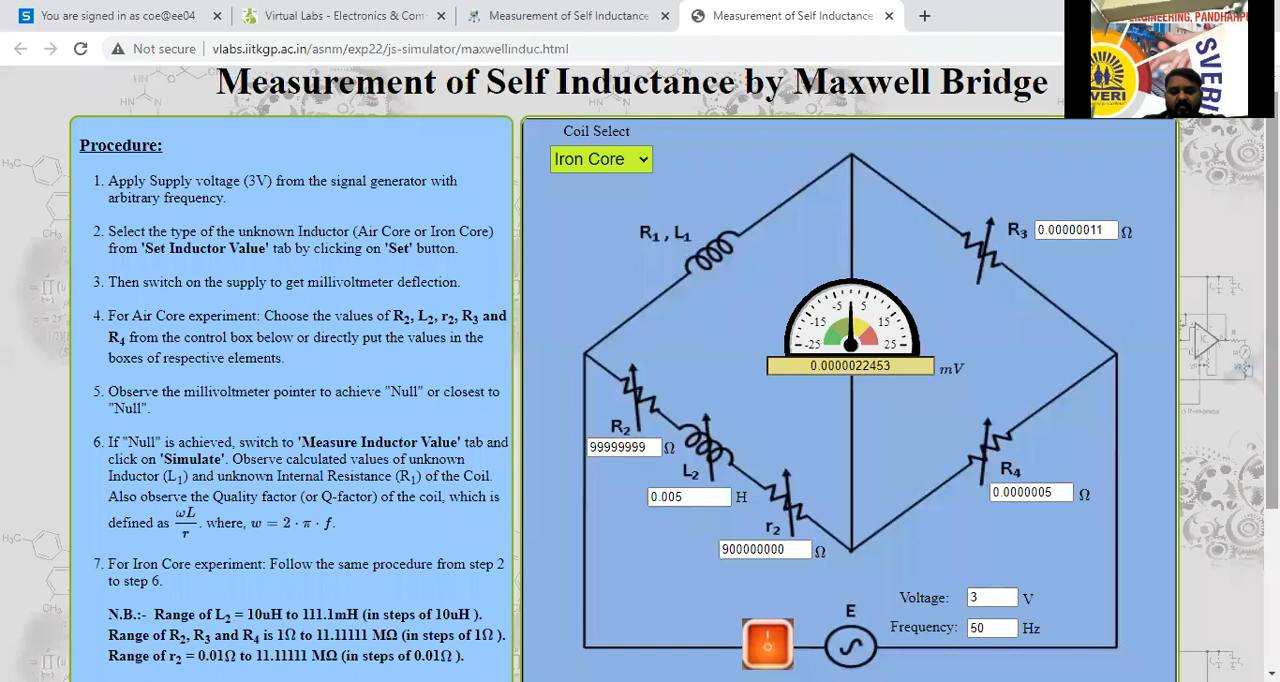 You are signed in as coe@ee04
Virtual Labs - Electronics & Com
Measurement of Self Inductance
Measurement of Self Inductance
Not secure | vlabs.iitkgp.ac.in/asnm/exp22/js-simulator/maxwellinduc.html
GINEERING, PANDHARPU
SVERI
SVERI
Measurement of Self Inductance by Maxwell Bridge
Procedure:
1. Apply Supply voltage (3V) from the signal generator with
arbitrary frequency.
2. Select the type of the unknown Inductor (Air Core or Iron Core)
from 'Set Inductor Value' tab by clicking on 'Set' button.
3. Then switch on the supply to get millivoltmeter deflection.
4. For Air Core experiment: Choose the values of R2, L2, r2, R3 and
R4 from the control box below or directly put the values in the
boxes of respective elements.
5. Observe the millivoltmeter pointer to achieve "Null" or closest to
"Null".
6. If "Null" is achieved, switch to 'Measure Inductor Value' tab and
click on 'Simulate'. Observe calculated values of unknown
Inductor (L1) and unknown Internal Resistance (R1) of the Coil.
Also observe the Quality factor (or Q-factor) of the coil, which is
defined as ωL/r. where, w = 2 · π · f.
7. For Iron Core experiment: Follow the same procedure from step 2
to step 6.
N.B.:- Range of L2 = 10uH to 111.1mH (in steps of 10uH ).
Range of R2, R3 and R4 is 1Ω to 11.11111 MΩ (in steps of 1Ω ).
Range of r2 = 0.01Ω to 11.11111 MΩ (in steps of 0.01Ω ).
Coil Select
Iron Core
R1 , L1
R3 0.00000011 Ω
-5 5
-15 15
-25 25
0.0000022453 mV
R2
99999999 Ω
L2
0.005 H
r2
900000000 Ω
R4
0.0000005 Ω
E
Voltage: 3 V
Frequency: 50 Hz